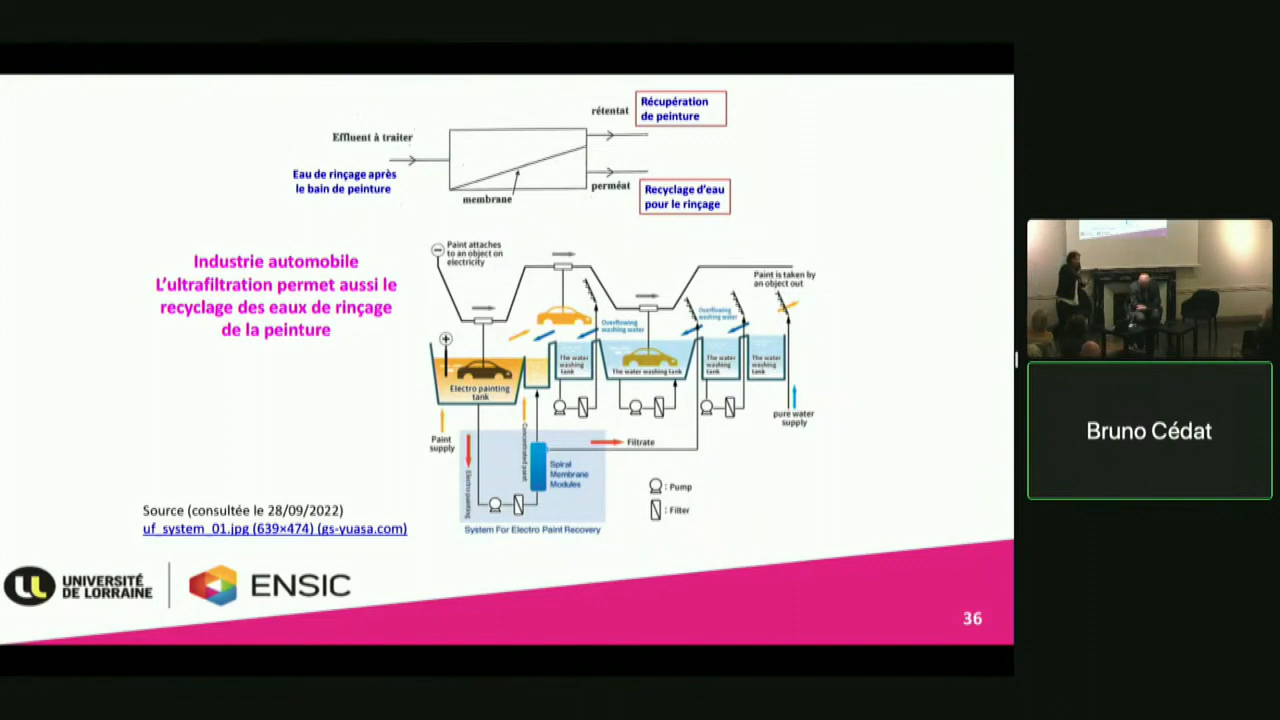 rétentat
Récupération
de peinture
Effluent à traiter
Eau de rinçage après
le bain de peinture
membrane
perméat
Recyclage d'eau
pour le rinçage
Industrie automobile
L'ultrafiltration permet aussi le
recyclage des eaux de rinçage
de la peinture
Paint attaches
to an object on
electricity
Paint is taken by
an object out
Overflowing
washing water
Overflowing
washing water
Electro painting
tank
The water
washing
tank
The water washing tank
The water
washing
tank
The water
washing
tank
Paint
supply
pure water
supply
Electro painting
Concentrated paint
Filtrate
Spiral
Membrane
Modules
: Pump
: Filter
System For Electro Paint Recovery
Source (consultée le 28/09/2022)
uf_system_01.jpg (639×474) (gs-yuasa.com)
UNIVERSITÉ
DE LORRAINE
ENSIC
36
Bruno Cédat